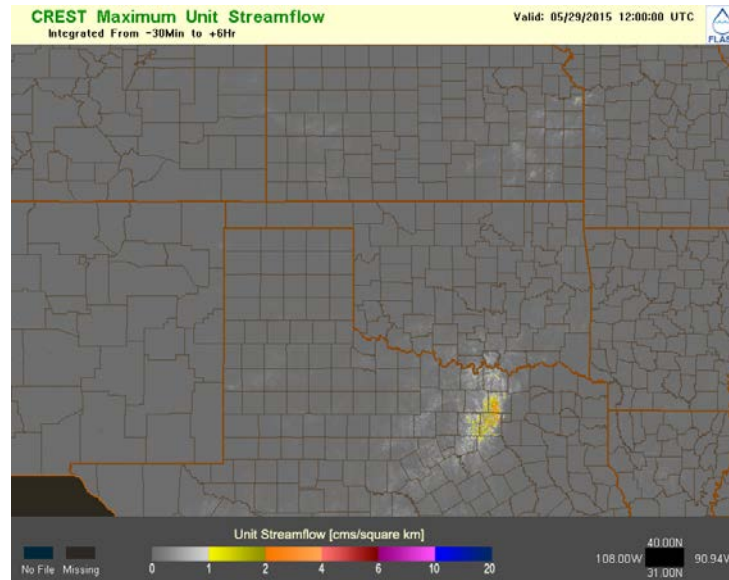 CREST Maximum Unit Streamflow
Valid: 05/29/2015 12:00:00 UTC
Integrated From -30Min to +6Hr
FLAS
Unit Streamflow [cms/square km]
No File
Missing
0 1 2 4 6 10 20
40.00N
108.00W
90.94W
31.00N